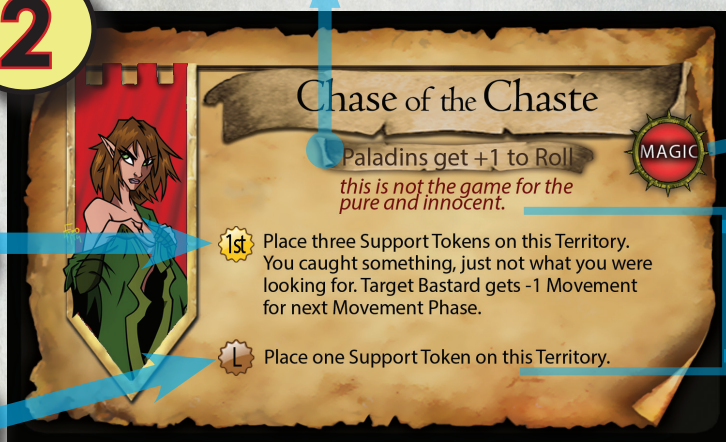 2
Chase of the Chaste
Paladins get +1 to Roll
MAGIC
this is not the game for the
pure and innocent.
1st
Place three Support Tokens on this Territory.
You caught something, just not what you were
looking for. Target Bastard gets -1 Movement
for next Movement Phase.
L
Place one Support Token on this Territory.